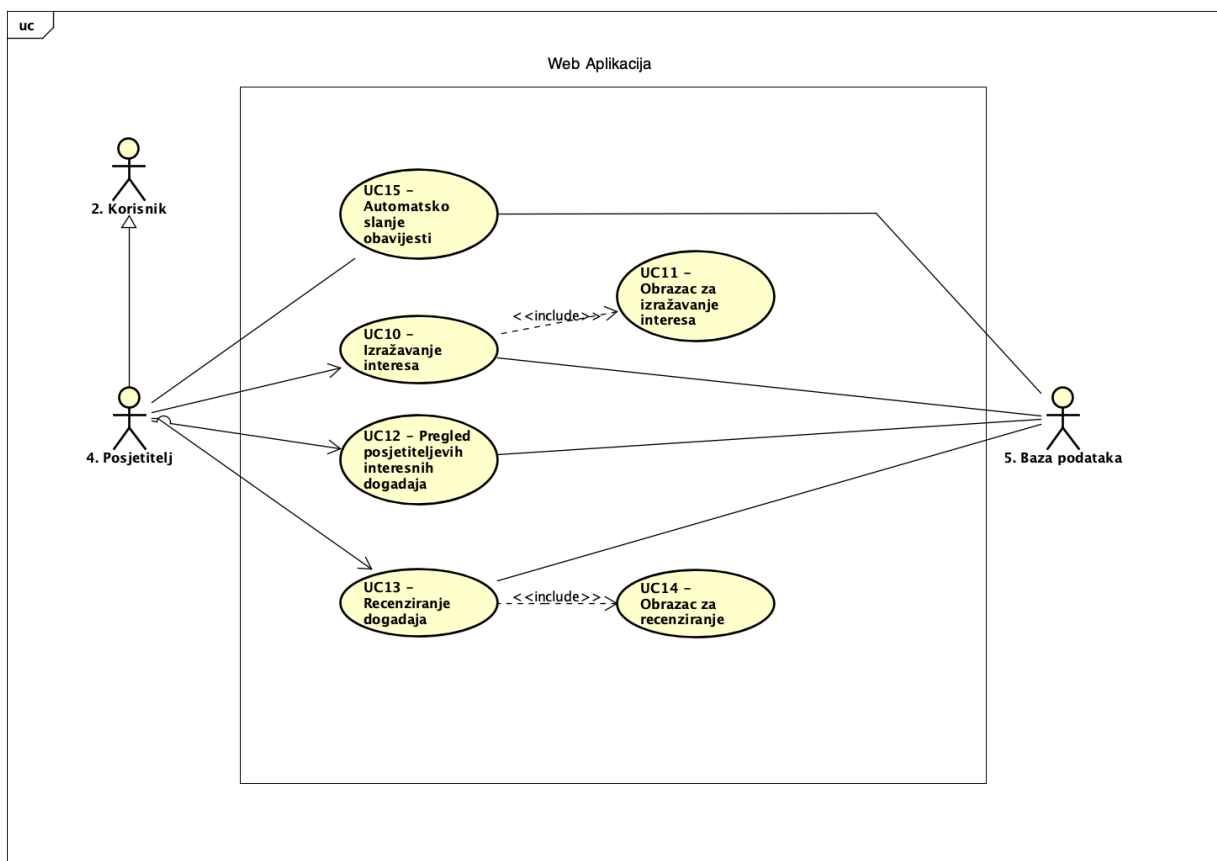 uc
Web Aplikacija
2. Korisnik
UC15 –
Automatsko
slanje
obavijesti
UC11 –
Obrazac za
izražavanje
interesa
<<include>>
UC10 –
Izražavanje
interesa
4. Posjetitelj
UC12 – Pregled
posjetiteljevih
interesnih
događaja
5. Baza podataka
UC13 –
Recenziranje
događaja
<<include>>
UC14 –
Obrazac za
recenziranje